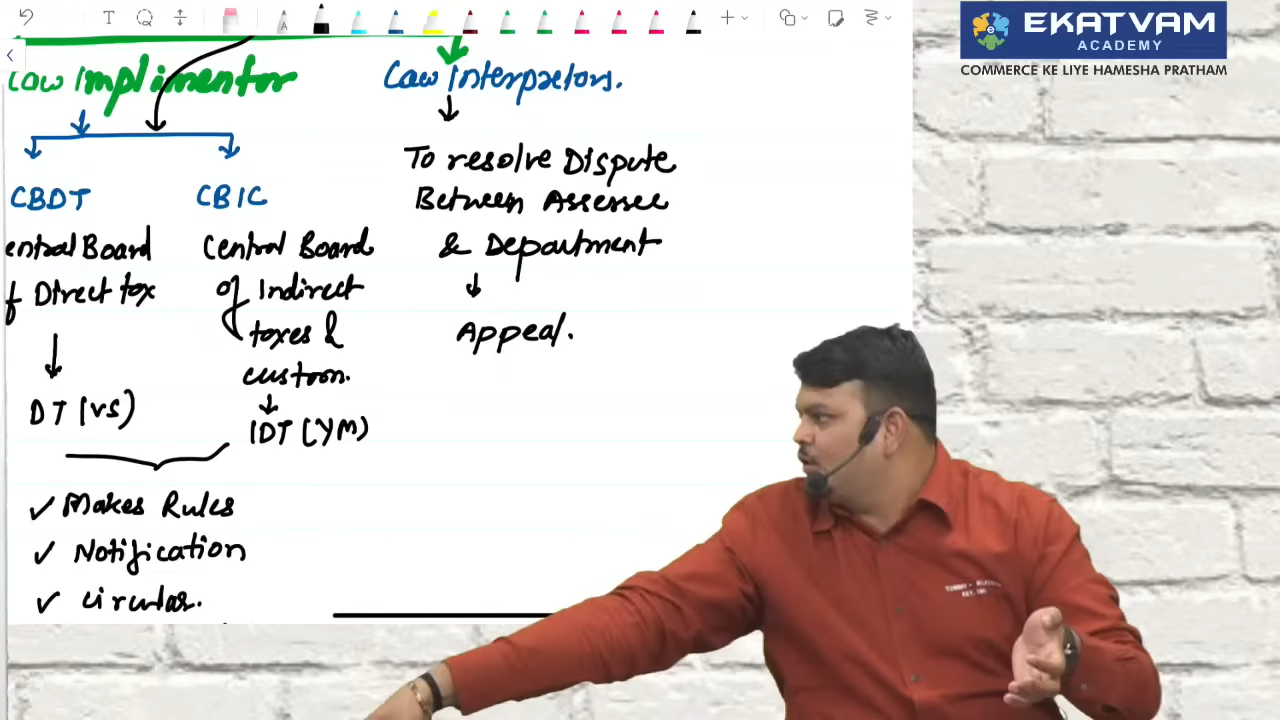 EKATVAM
ACADEMY
COMMERCE KE LIYE HAMESHA PRATHAM
Law Implimentor
Law Interpretors.
CBDT
CBIC
entral Board
f Direct tax
DT (VS)
Central Board
of Indirect
taxes &
custom.
IDT (YM)
✓ Makes Rules
✓ Notification
✓ circular.
To resolve Dispute
Between Assessee
& Department
Appeal.